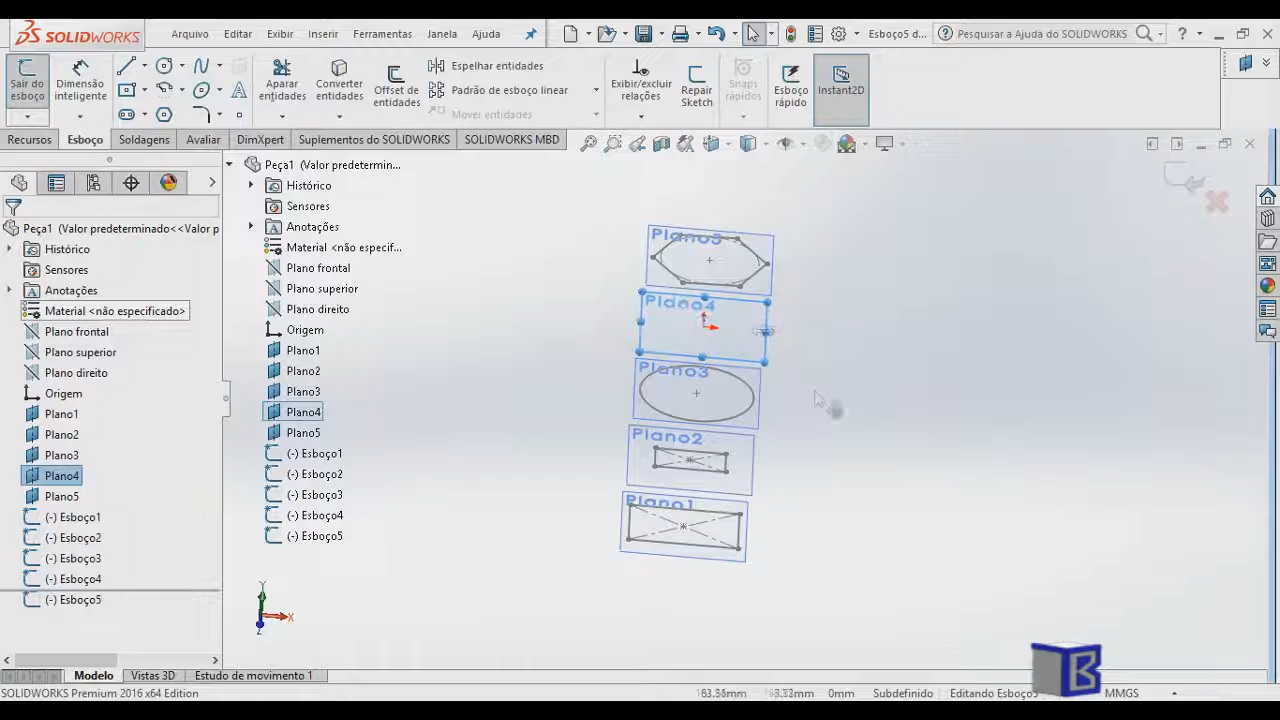 SOLIDWORKS
Arquivo Editar Exibir Inserir Ferramentas Janela Ajuda
Esboço5 d...
Pesquisar a Ajuda do SOLIDWORKS
Sair do esboço
Dimensão inteligente
Aparar entidades
Converter entidades
Offset de entidades
Espelhar entidades
Padrão de esboço linear
Mover entidades
Exibir/excluir relações
Repair Sketch
Snaps rápidos
Esboço rápido
Instant2D
Recursos Esboço Soldagens Avaliar DimXpert Suplementos do SOLIDWORKS SOLIDWORKS MBD
Peça1 (Valor predeterminado<<Valor p
Histórico
Sensores
Anotações
Material <não especificado>
Plano frontal
Plano superior
Plano direito
Origem
Plano1
Plano2
Plano3
Plano4
Plano5
(-) Esboço1
(-) Esboço2
(-) Esboço3
(-) Esboço4
(-) Esboço5
Peça1 (Valor predetermin...
Histórico
Sensores
Anotações
Material <não especif...
Plano frontal
Plano superior
Plano direito
Origem
Plano1
Plano2
Plano3
Plano4
Plano5
(-) Esboço1
(-) Esboço2
(-) Esboço3
(-) Esboço4
(-) Esboço5
Plano5
Plano4
Plano3
Plano2
Plano1
Y
X
Z
B
Modelo Vistas 3D Estudo de movimento 1
SOLIDWORKS Premium 2016 x64 Edition
0mm Subdefinido Editando Esboço5 MMGS